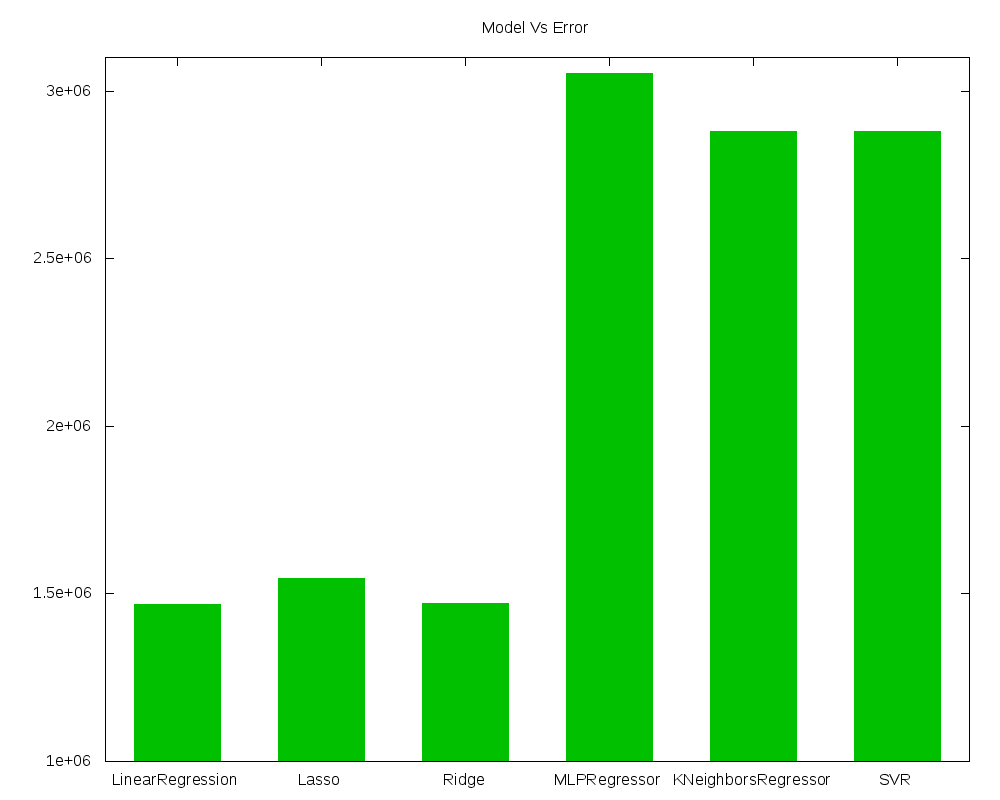 Model Vs Error
3e+06
2.5e+06
2e+06
1.5e+06
1e+06
LinearRegression Lasso Ridge MLPRegressor KNeighborsRegressor SVR